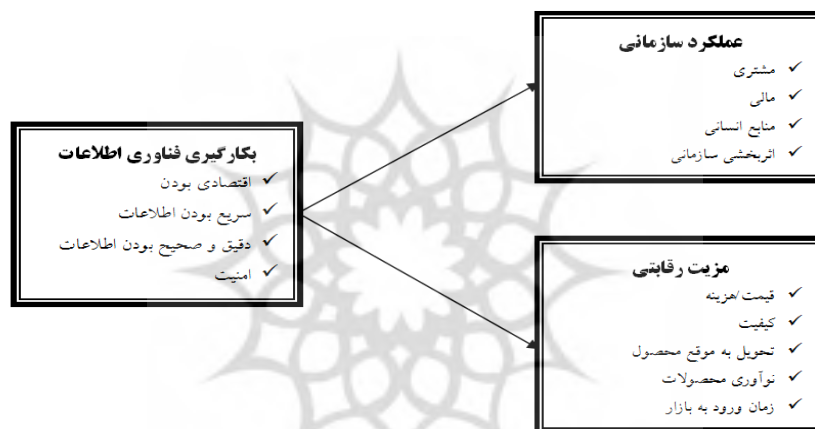 عملکرد سازمانی
✓ مشتری
✓ مالی
✓ منابع انسانی
✓ اثربخشی سازمانی
بکارگیری فناوری اطلاعات
✓ اقتصادی بودن
✓ سریع بودن اطلاعات
✓ دقیق و صحیح بودن اطلاعات
✓ امنیت
مزیت رقابتی
✓ قیمت/هزینه
✓ کیفیت
✓ تحویل به موقع محصول
✓ نوآوری محصولات
✓ زمان ورود به بازار